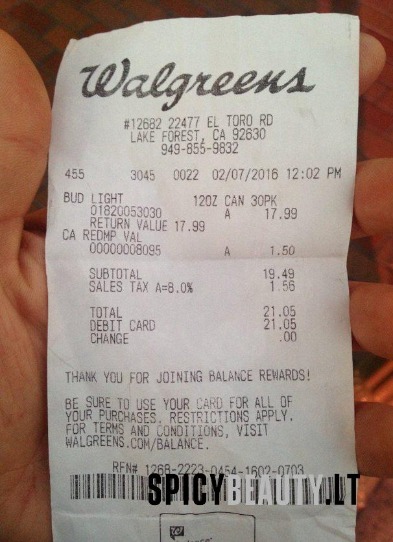 Walgreens
#12682 22477 EL TORO RD
LAKE FOREST, CA 92630
949-855-9832
455 3045 0022 02/07/2016 12:02 PM
BUD LIGHT 12OZ CAN 30PK
01820053030 A 17.99
RETURN VALUE 17.99
CA REDMP VAL
00000008095 A 1.50
SUBTOTAL 19.49
SALES TAX A=8.0% 1.56
TOTAL 21.05
DEBIT CARD 21.05
CHANGE .00
THANK YOU FOR JOINING BALANCE REWARDS!
BE SURE TO USE YOUR CARD FOR ALL OF
YOUR PURCHASES. RESTRICTIONS APPLY.
FOR TERMS AND CONDITIONS, VISIT
WALGREENS.COM/BALANCE.
RFN# 1268-2223-0454-1602-0703
SPICYBEAUTY.LT